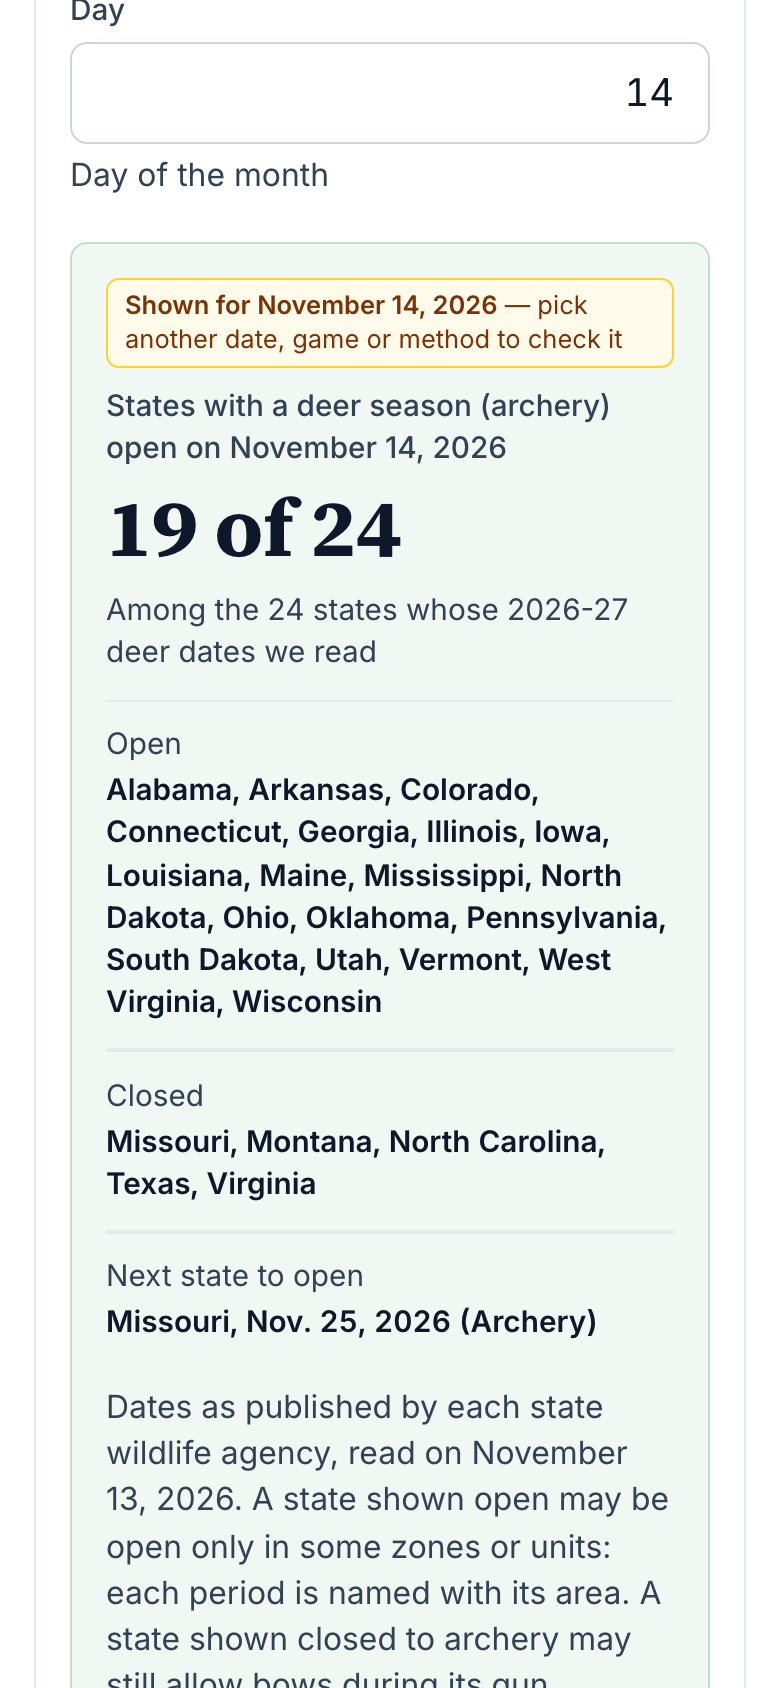 Day
14
Day of the month
Shown for November 14, 2026 — pick
another date, game or method to check it
States with a deer season (archery)
open on November 14, 2026
19 of 24
Among the 24 states whose 2026-27
deer dates we read
Open
Alabama, Arkansas, Colorado,
Connecticut, Georgia, Illinois, Iowa,
Louisiana, Maine, Mississippi, North
Dakota, Ohio, Oklahoma, Pennsylvania,
South Dakota, Utah, Vermont, West
Virginia, Wisconsin
Closed
Missouri, Montana, North Carolina,
Texas, Virginia
Next state to open
Missouri, Nov. 25, 2026 (Archery)
Dates as published by each state
wildlife agency, read on November
13, 2026. A state shown open may be
open only in some zones or units:
each period is named with its area. A
state shown closed to archery may
still allow bows during its gun